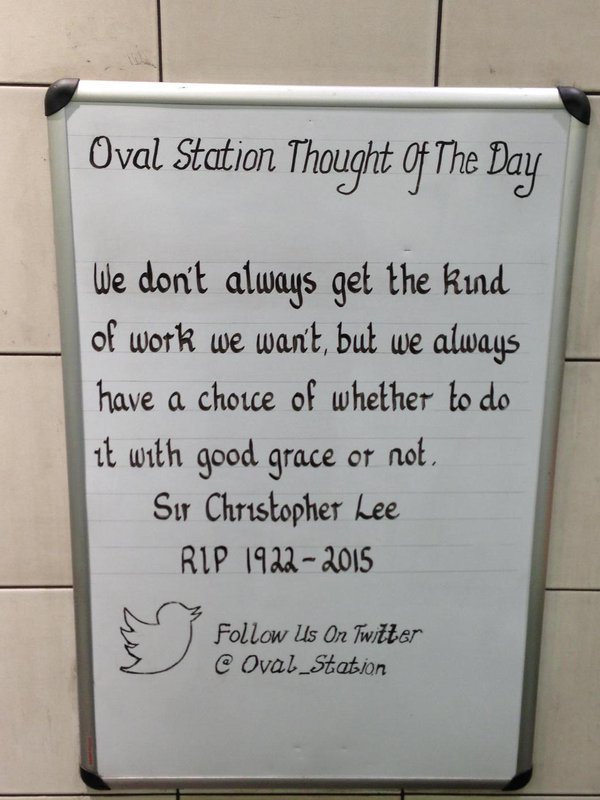 Oval Station Thought Of The Day
We don't always get the kind
of work we wan't, but we always
have a choice of whether to do
it with good grace or not.
Sir Christopher Lee
RIP 1922-2015
Follow Us On Twitter
@ Oval_Station